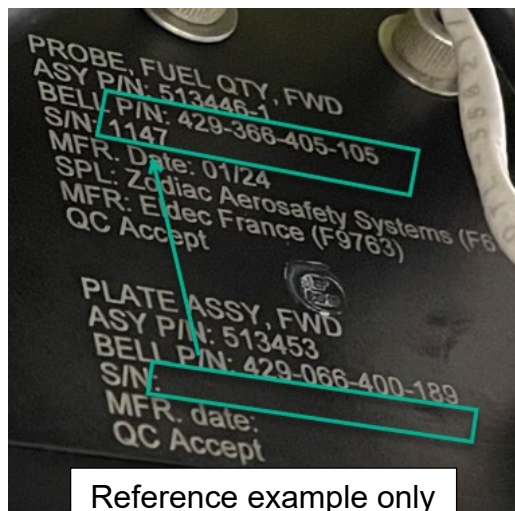 PROBE, FUEL QTY, FWD
ASY P/N: 513446-1
BELL P/N: 429-366-405-105
S/N: 1147
MFR. Date: 01/24
SPL: Zodiac Aerosafety Systems (F6
MFR: Eldec France (F9763)
QC Accept
PLATE ASSY, FWD
ASY P/N: 513453
BELL P/N: 429-066-400-189
S/N:
MFR. date:
QC Accept
Reference example only